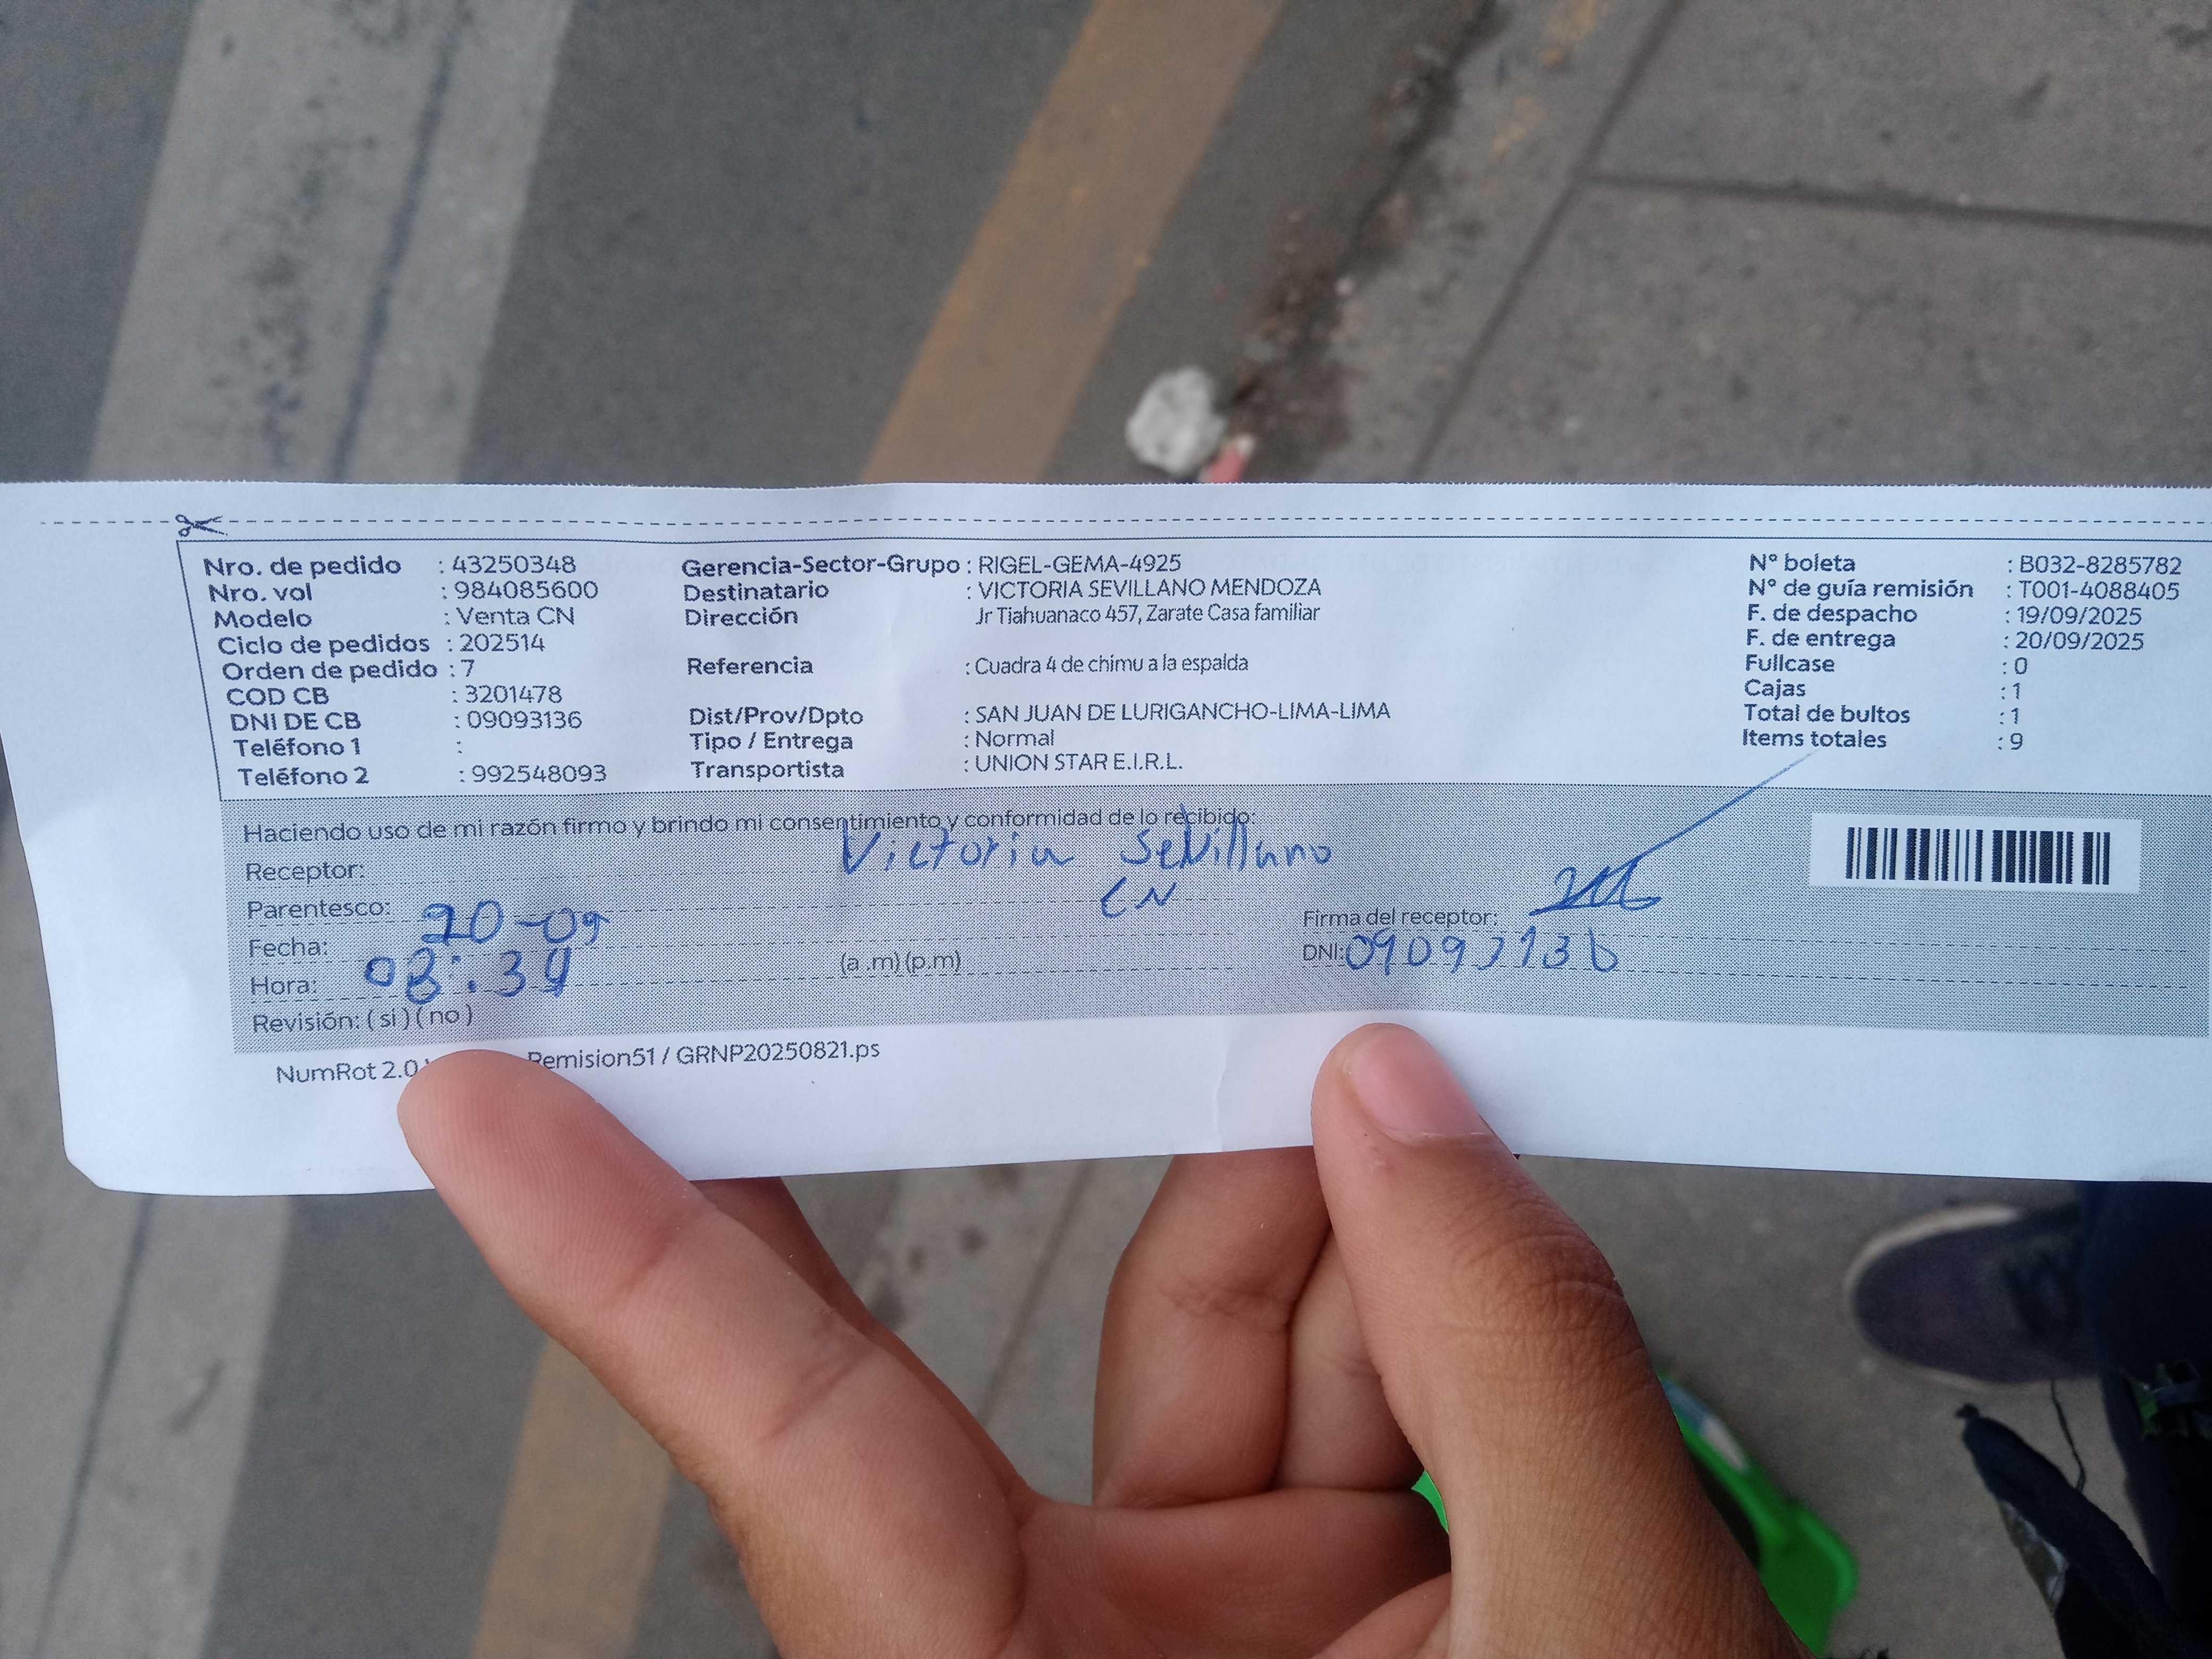 Nro. de pedido : 43250348 Gerencia-Sector-Grupo : RIGEL-GEMA-4925 N° boleta : B032-8285782
Nro. vol : 984085600 Destinatario : VICTORIA SEVILLANO MENDOZA N° de guía remisión : T001-4088405
Modelo : Venta CN Dirección Jr Tiahuanaco 457, Zarate Casa familiar F. de despacho : 19/09/2025
Ciclo de pedidos : 202514 F. de entrega : 20/09/2025
Orden de pedido : 7 Referencia : Cuadra 4 de chimu a la espalda Fullcase : 0
COD CB : 3201478 Cajas : 1
DNI DE CB : 09093136 Dist/Prov/Dpto : SAN JUAN DE LURIGANCHO-LIMA-LIMA Total de bultos : 1
Teléfono 1 : Tipo / Entrega : Normal Items totales : 9
Teléfono 2 : 992548093 Transportista : UNION STAR E.I.R.L.
Haciendo uso de mi razón firmo y brindo mi consentimiento y conformidad de lo recibido:
Receptor: Victoria Sevillano
Parentesco: CN Firma del receptor:
Fecha: 20-09 DNI: 09093136
Hora: 08:39 (a .m) (p.m)
Revisión: ( si ) ( no )
NumRot 2.0 Remision51 / GRNP20250821.ps